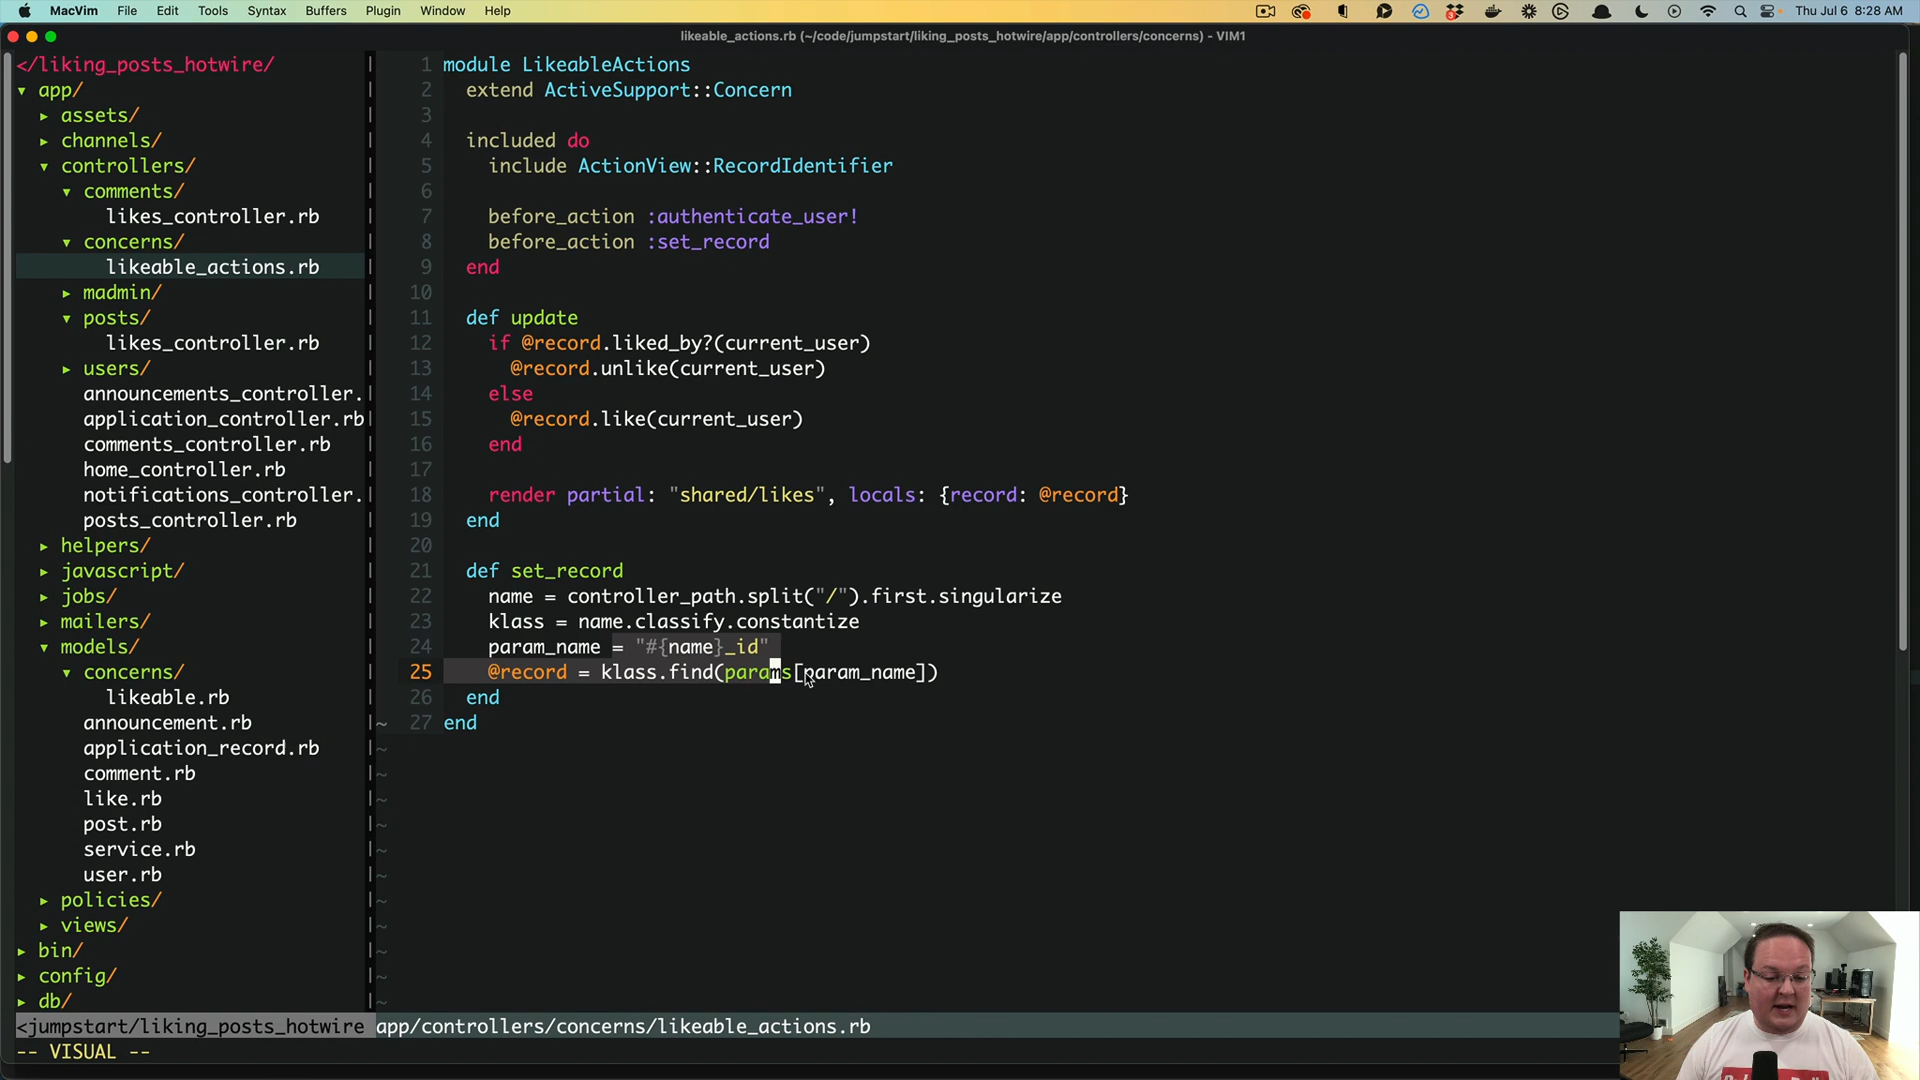 MacVim File Edit Tools Syntax Buffers Plugin Window Help Thu Jul 6 8:28 AM
likeable_actions.rb (~/code/jumpstart/liking_posts_hotwire/app/controllers/concerns) - VIM1
</liking_posts_hotwire/
▾ app/
▸ assets/
▸ channels/
▾ controllers/
▾ comments/
likes_controller.rb
▾ concerns/
likeable_actions.rb
▸ madmin/
▾ posts/
likes_controller.rb
▸ users/
announcements_controller.
application_controller.rb
comments_controller.rb
home_controller.rb
notifications_controller.
posts_controller.rb
▸ helpers/
▸ javascript/
▸ jobs/
▸ mailers/
▾ models/
▾ concerns/
likeable.rb
announcement.rb
application_record.rb
comment.rb
like.rb
post.rb
service.rb
user.rb
▸ policies/
▸ views/
▸ bin/
▸ config/
▸ db/
1 module LikeableActions
2 extend ActiveSupport::Concern
3
4 included do
5 include ActionView::RecordIdentifier
6
7 before_action :authenticate_user!
8 before_action :set_record
9 end
10
11 def update
12 if @record.liked_by?(current_user)
13 @record.unlike(current_user)
14 else
15 @record.like(current_user)
16 end
17
18 render partial: "shared/likes", locals: {record: @record}
19 end
20
21 def set_record
22 name = controller_path.split("/").first.singularize
23 klass = name.classify.constantize
24 param_name = "#{name}_id"
25 @record = klass.find(params[param_name])
26 end
27 end
<jumpstart/liking_posts_hotwire app/controllers/concerns/likeable_actions.rb
-- VISUAL --